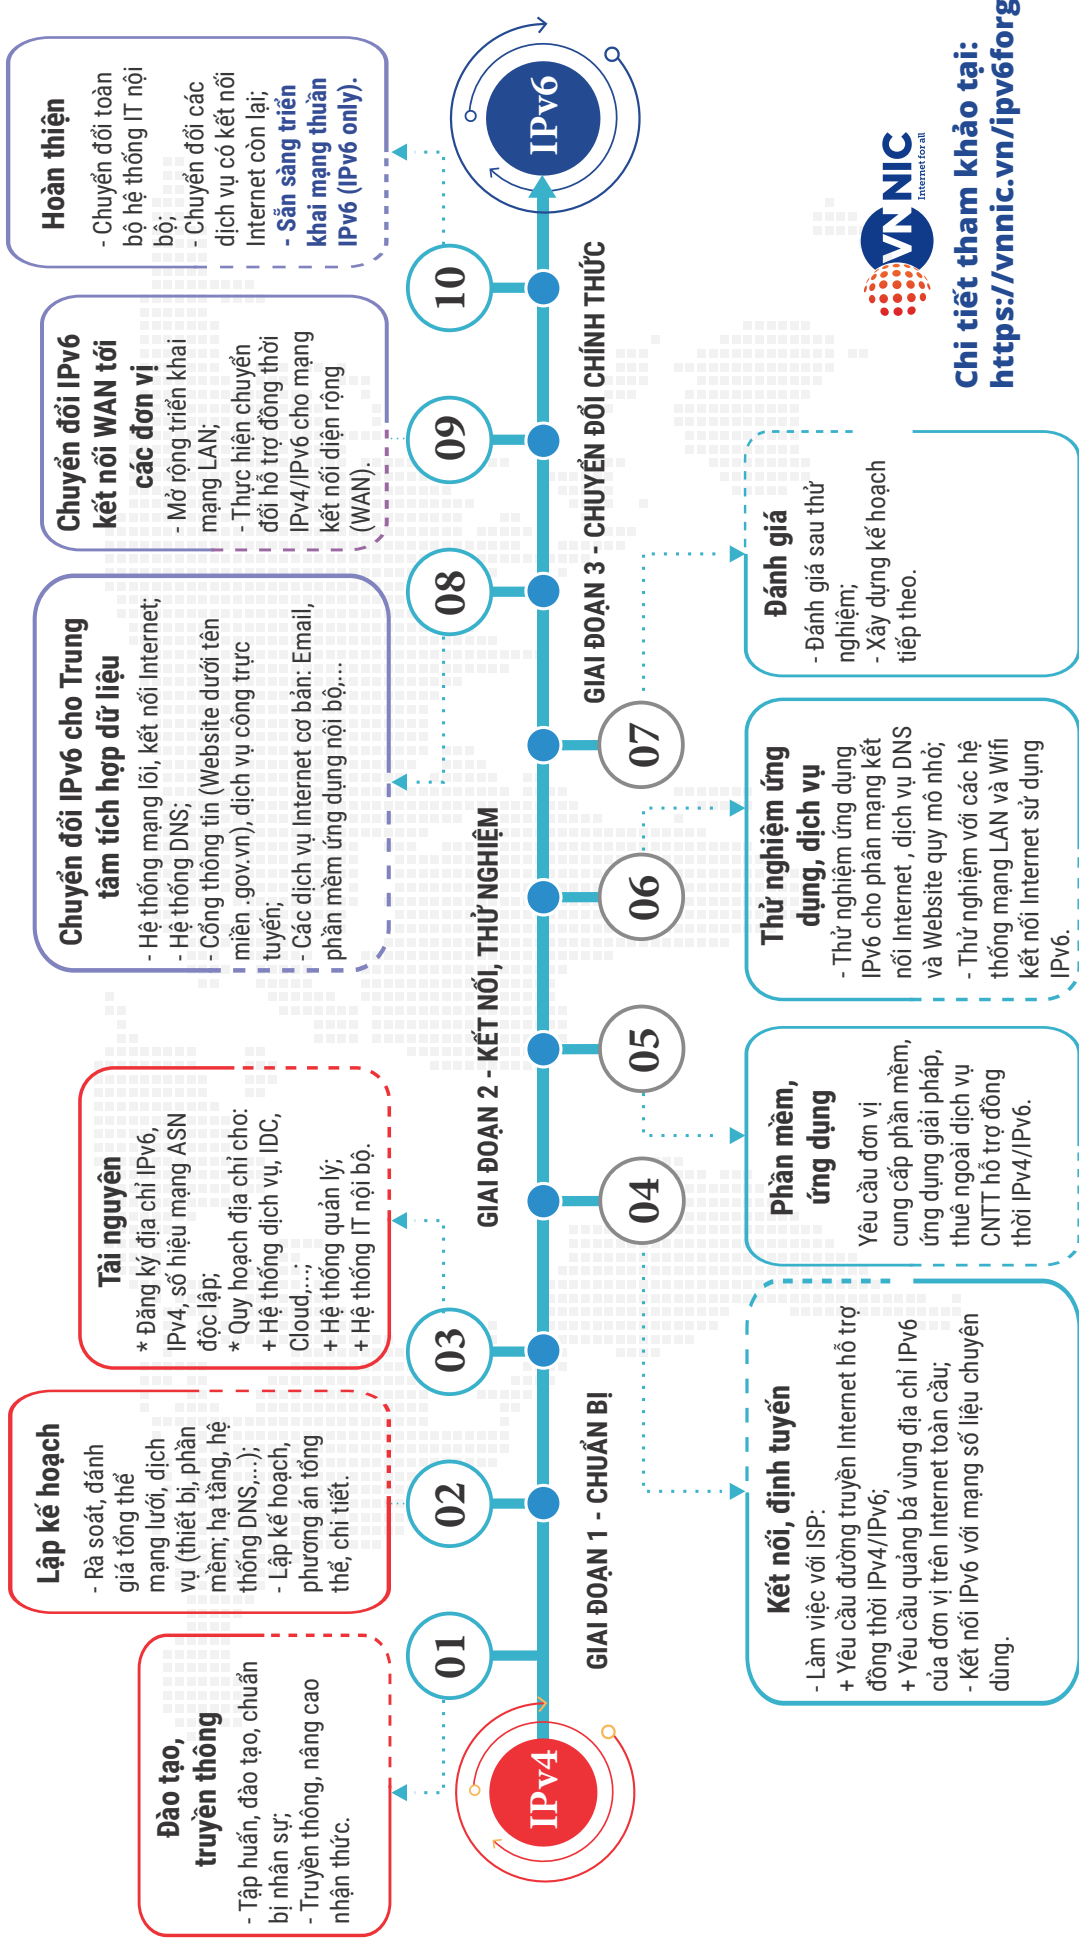 Đào tạo,
truyền thông
- Tập huấn, đào tạo, chuẩn
bị nhân sự;
- Truyền thông, nâng cao
nhận thức.
Lập kế hoạch
- Rà soát, đánh
giá tổng thể
mạng lưới, dịch
vụ (thiết bị, phần
mềm; hạ tầng, hệ
thống DNS,...);
- Lập kế hoạch,
phương án tổng
thể, chi tiết.
Tài nguyên
* Đăng ký địa chỉ IPv6,
IPv4, số hiệu mạng ASN
độc lập;
* Quy hoạch địa chỉ cho:
+ Hệ thống dịch vụ, IDC,
Cloud,...;
+ Hệ thống quản lý;
+ Hệ thống IT nội bộ.
Chuyển đổi IPv6 cho Trung
tâm tích hợp dữ liệu
- Hệ thống mạng lõi, kết nối Internet;
- Hệ thống DNS;
- Cổng thông tin (Website dưới tên
miền .gov.vn), dịch vụ công trực
tuyến;
- Các dịch vụ Internet cơ bản: Email,
phần mềm ứng dụng nội bộ,...
Chuyển đổi IPv6
kết nối WAN tới
các đơn vị
- Mở rộng triển khai
mạng LAN;
- Thực hiện chuyển
đổi hỗ trợ đồng thời
IPv4/IPv6 cho mạng
kết nối diện rộng
(WAN).
Hoàn thiện
- Chuyển đổi toàn
bộ hệ thống IT nội
bộ;
- Chuyển đổi các
dịch vụ có kết nối
Internet còn lại;
- Sẵn sàng triển
khai mạng thuần
IPv6 (IPv6 only).
01
02
03
08
09
10
GIAI ĐOẠN 2 - KẾT NỐI, THỬ NGHIỆM
IPv4
IPv6
GIAI ĐOẠN 1 - CHUẨN BỊ
GIAI ĐOẠN 3 - CHUYỂN ĐỔI CHÍNH THỨC
04
05
06
07
Kết nối, định tuyến
- Làm việc với ISP:
+ Yêu cầu đường truyền Internet hỗ trợ
đồng thời IPv4/IPv6;
+ Yêu cầu quảng bá vùng địa chỉ IPv6
của đơn vị trên Internet toàn cầu;
- Kết nối IPv6 với mạng số liệu chuyên
dùng.
Phần mềm,
ứng dụng
Yêu cầu đơn vị
cung cấp phần mềm,
ứng dụng giải pháp,
thuê ngoài dịch vụ
CNTT hỗ trợ đồng
thời IPv4/IPv6.
Thử nghiệm ứng
dụng, dịch vụ
- Thử nghiệm ứng dụng
IPv6 cho phân mạng kết
nối Internet , dịch vụ DNS
và Website quy mô nhỏ;
- Thử nghiệm với các hệ
thống mạng LAN và Wifi
kết nối Internet sử dụng
IPv6.
Đánh giá
- Đánh giá sau thử
nghiệm;
- Xây dựng kế hoạch
tiếp theo.
VNNIC
Internet for all
Chi tiết tham khảo tại:
https://vnnic.vn/ipv6forg